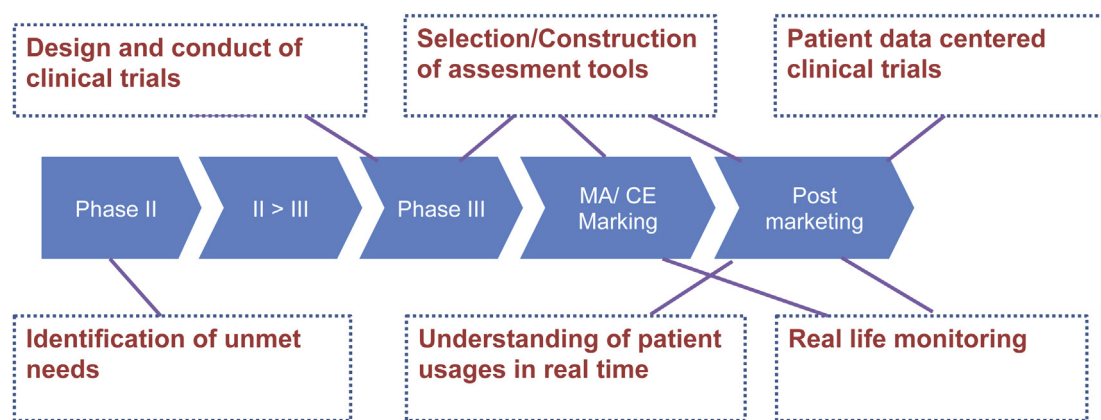 Design and conduct of
clinical trials
Selection/Construction
of assesment tools
Patient data centered
clinical trials
Phase II
II > III
Phase III
MA/ CE
Marking
Post
marketing
Identification of unmet
needs
Understanding of patient
usages in real time
Real life monitoring